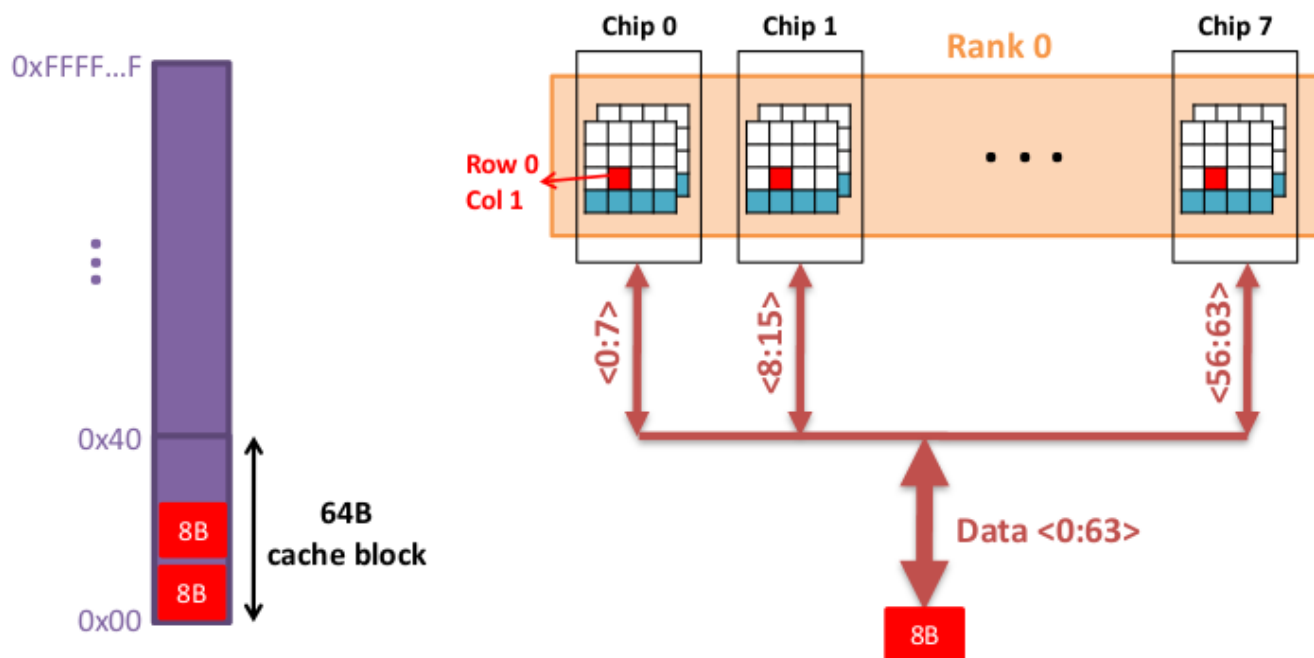 0xFFFF...F
0x40
8B
8B
0x00
64B
cache block
Chip 0
Chip 1
Chip 7
Rank 0
Row 0
Col 1
. . .
<0:7>
<8:15>
<56:63>
Data <0:63>
8B